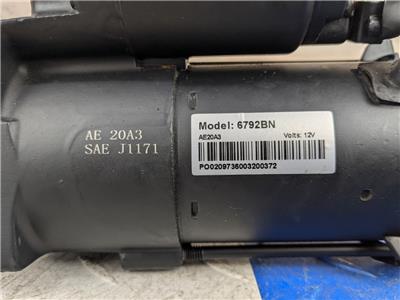 AE 20A3
SAE J1171
Model: 6792BN
AE20A3 Volts: 12V
PO0209736003200372